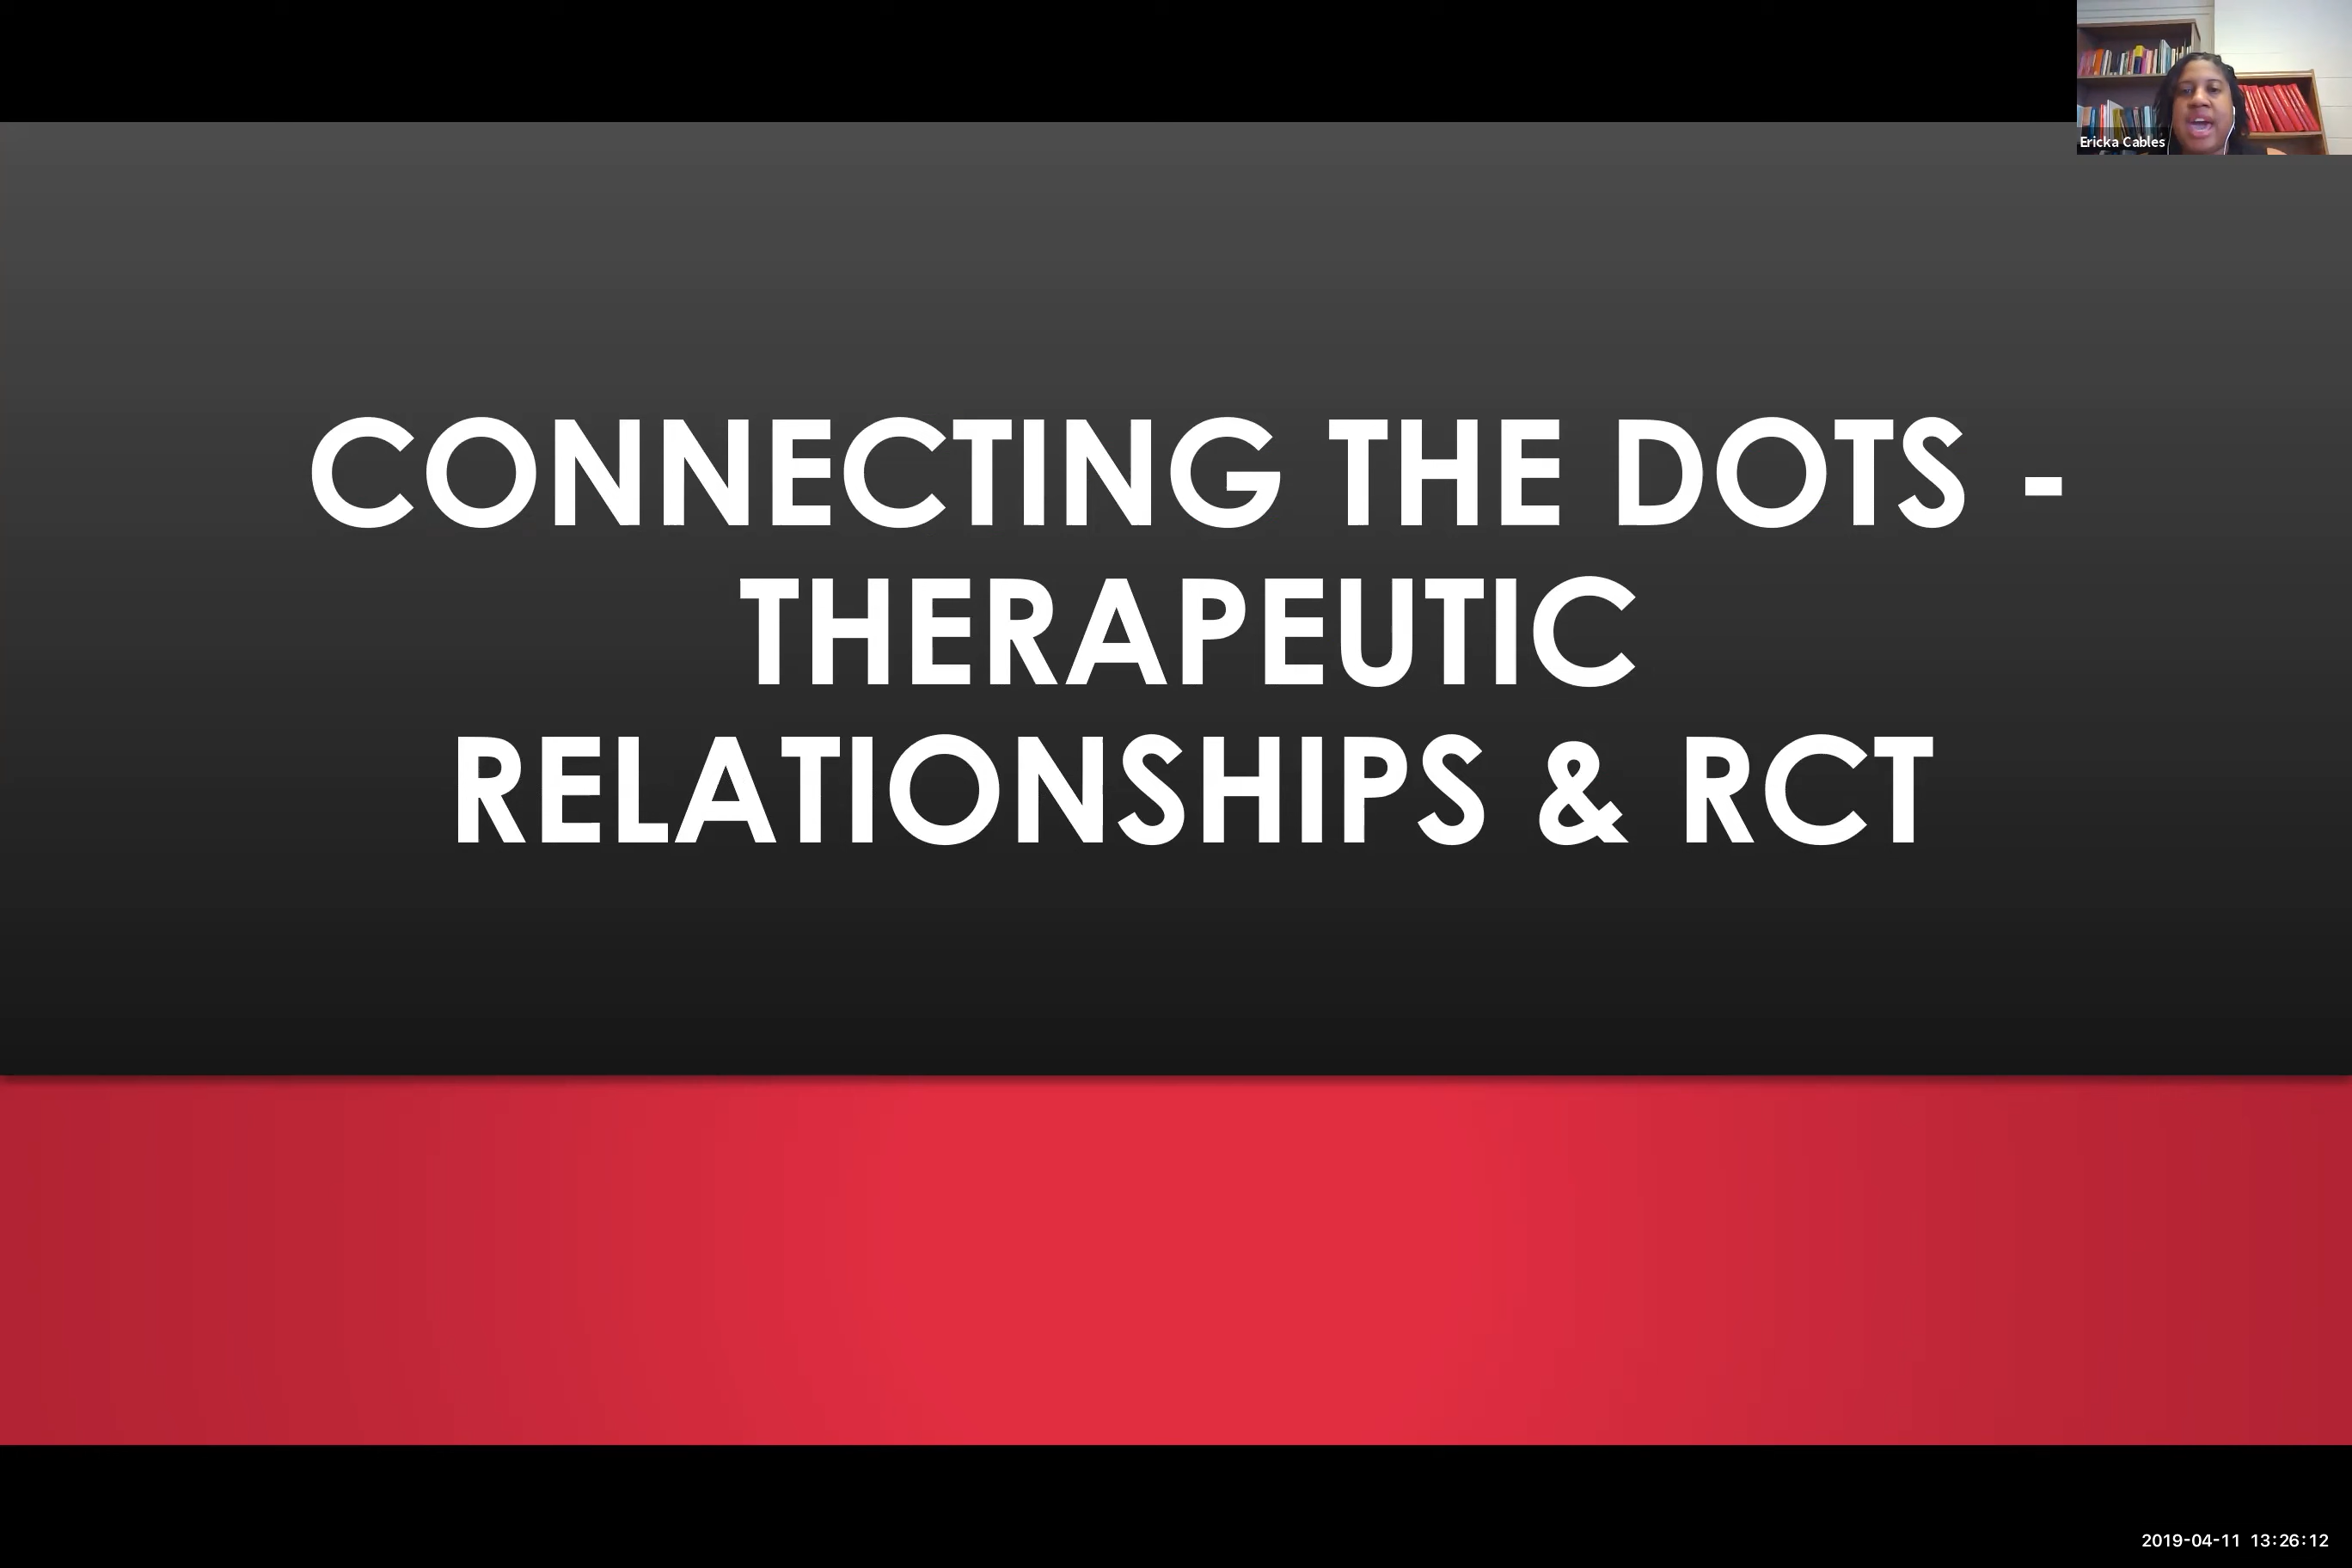 Ericka Cables
CONNECTING THE DOTS -
THERAPEUTIC
RELATIONSHIPS & RCT
2019-04-11 13:26:12